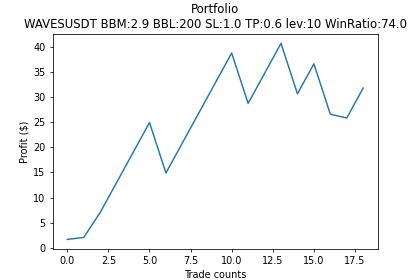 Portfolio
WAVESUSDT BBM:2.9 BBL:200 SL:1.0 TP:0.6 lev:10 WinRatio:74.0
40
35
30
25
20
15
10
5
0
Profit ($)
0.0 2.5 5.0 7.5 10.0 12.5 15.0 17.5
Trade counts